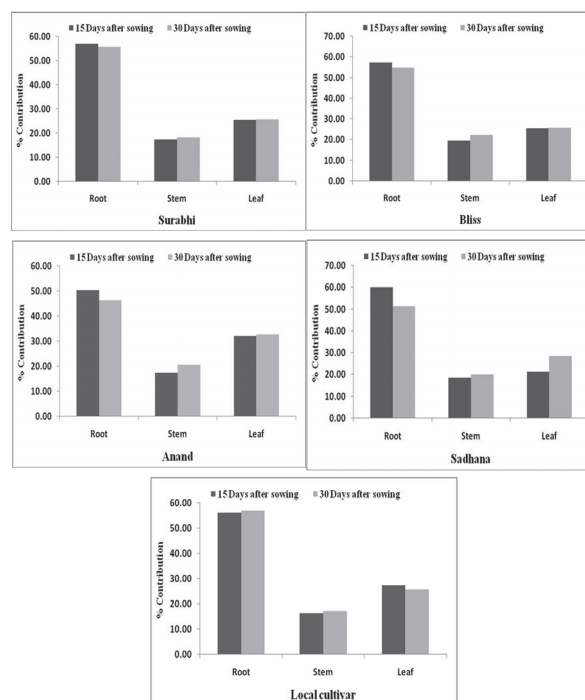 15 Days after sowing 30 Days after sowing
% Contribution
60.00
50.00
40.00
30.00
20.00
10.00
0.00
Root Stem Leaf
Surabhi
15 Days after sowing 30 Days after sowing
% Contribution
70.00
60.00
50.00
40.00
30.00
20.00
10.00
0.00
Root Stem Leaf
Bliss
15 Days after sowing 30 Days after sowing
% Contribution
60.00
50.00
40.00
30.00
20.00
10.00
0.00
Root Stem Leaf
Anand
15 Days after sowing 30 Days after sowing
% Contribution
70.00
60.00
50.00
40.00
30.00
20.00
10.00
0.00
Root Stem Leaf
Sadhana
15 Days after sowing 30 Days after sowing
% Contribution
60.00
50.00
40.00
30.00
20.00
10.00
0.00
Root Stem Leaf
Local cultivar